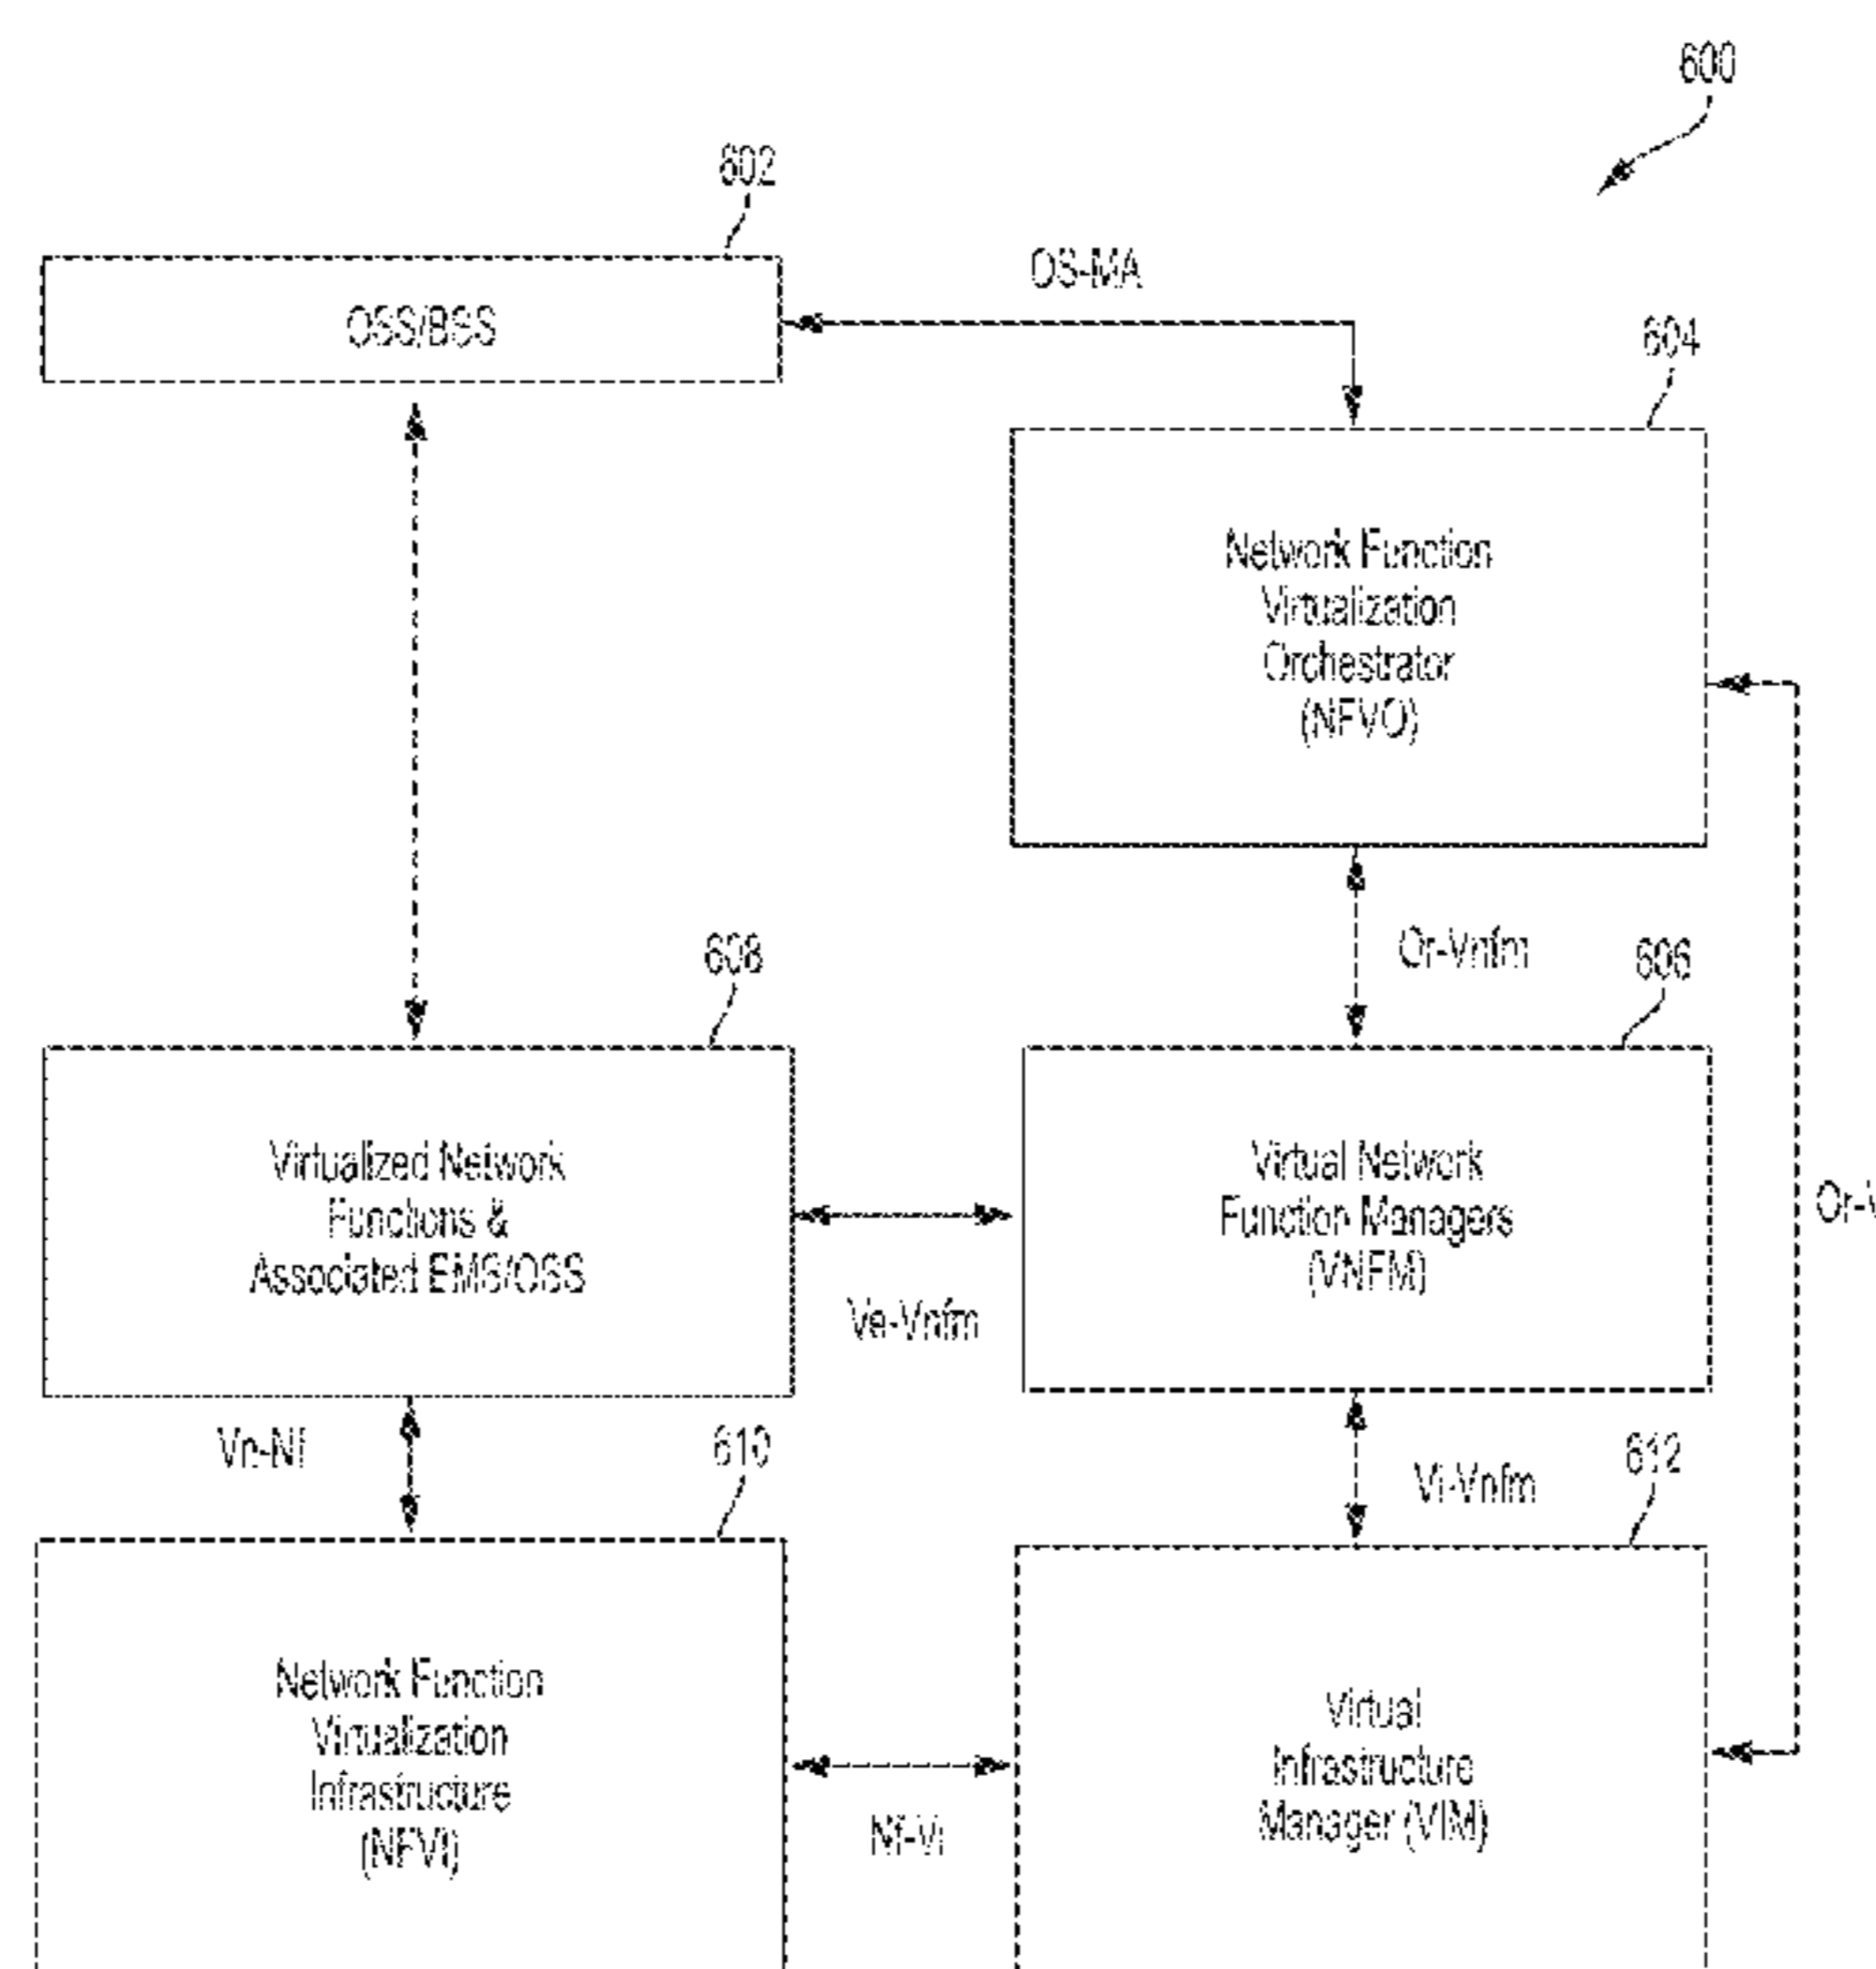 600
602
OS-MA
OSS/BSS
604
Network Function
Virtualization
Orchestrator
(NFVO)
608
Or-Vnfm
606
Virtualized Network
Functions &
Associated EMS/OSS
Virtual Network
Function Managers
(VNFM)
Ve-Vnfm
Vn-Nf
610
Vi-Vnfm
612
Network Function
Virtualization
Infrastructure
(NFVI)
Virtual
Infrastructure
Manager (VIM)
Nf-Vi